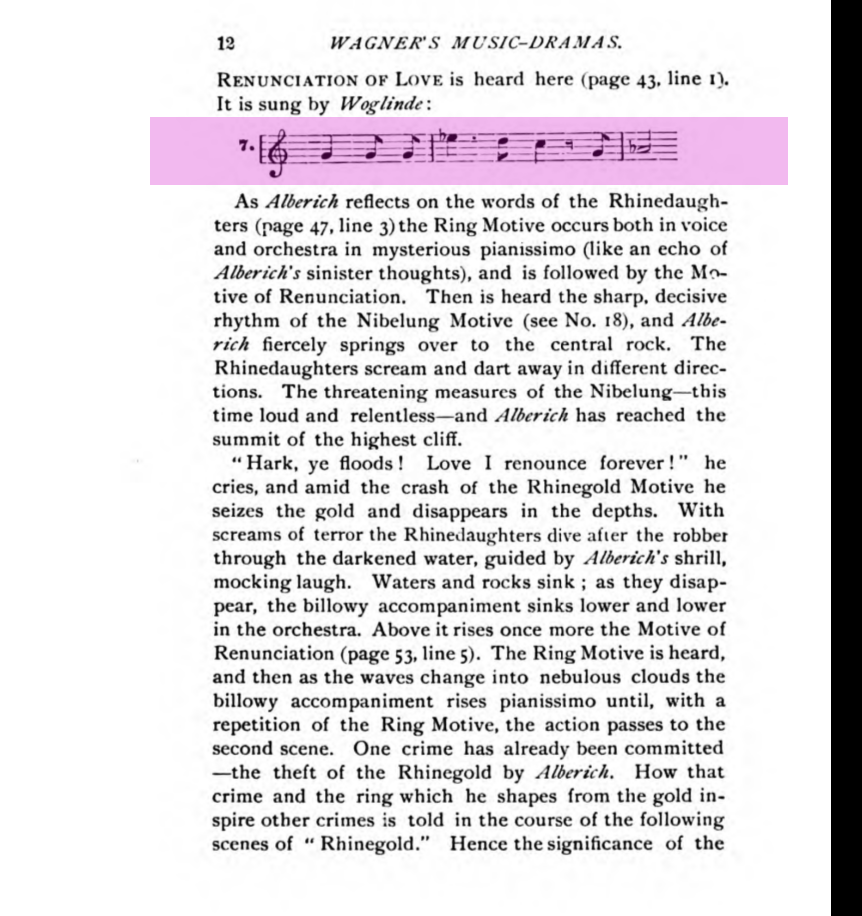 12 WAGNER'S MUSIC-DRAMAS.
RENUNCIATION OF LOVE is heard here (page 43, line 1).
It is sung by Woglinde:
7.
As Alberich reflects on the words of the Rhinedaugh-
ters (page 47, line 3) the Ring Motive occurs both in voice
and orchestra in mysterious pianissimo (like an echo of
Alberich's sinister thoughts), and is followed by the Mo-
tive of Renunciation. Then is heard the sharp, decisive
rhythm of the Nibelung Motive (see No. 18), and Albe-
rich fiercely springs over to the central rock. The
Rhinedaughters scream and dart away in different direc-
tions. The threatening measures of the Nibelung—this
time loud and relentless—and Alberich has reached the
summit of the highest cliff.
"Hark, ye floods! Love I renounce forever!" he
cries, and amid the crash of the Rhinegold Motive he
seizes the gold and disappears in the depths. With
screams of terror the Rhinedaughters dive after the robber
through the darkened water, guided by Alberich's shrill,
mocking laugh. Waters and rocks sink; as they disap-
pear, the billowy accompaniment sinks lower and lower
in the orchestra. Above it rises once more the Motive of
Renunciation (page 53, line 5). The Ring Motive is heard,
and then as the waves change into nebulous clouds the
billowy accompaniment rises pianissimo until, with a
repetition of the Ring Motive, the action passes to the
second scene. One crime has already been committed
—the theft of the Rhinegold by Alberich. How that
crime and the ring which he shapes from the gold in-
spire other crimes is told in the course of the following
scenes of "Rhinegold." Hence the significance of the